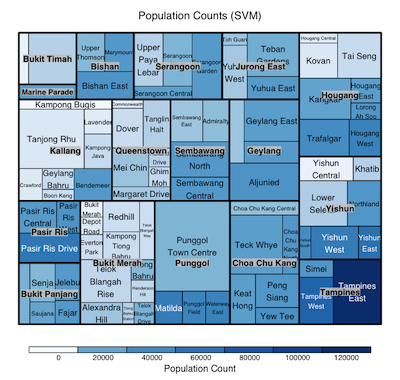 Population Counts (SVM)
Bukit Timah
Marine Parade
Upper
Thomson
Marymount
Bishan
Bishan East
Upper
Paya
Lebar
Serangoon
Serangoon
Garden
Serangoon Central
Toh Guan
Yuhua
West
Teban
Gardens
Jurong East
Yuhua East
Hougang Central
Kovan
Tai Seng
Kangkar
Hougang
East
Hougang
Lorong
Ah Soo
Trafalgar
Hougang
West
Kampong Bugis
Tanjong Rhu
Lavender
Kallang
Kampong
Java
Crawford
Geylang
Bahru
Boon Keng
Bendemeer
Commonwealth
Dover
Tanglin
Halt
Queenstown
Mei Chin
Dover
Ghim
Moh
Margaret Drive
Sembawang
East
Admiralty
Sembawang
Sembawang
North
Sembawang
Central
Geylang East
Geylang
Aljunied
Yishun
Central
Khatib
Lower
Seletar
Northland
Yishun
Yishun
West
Yishun
East
Pasir Ris
Central
Pasir
Ris
West
Pasir Ris
Pasir Ris Drive
Senja
Jelebu
Bukit Panjang
Saujana
Fajar
Bukit
Merah
Redhill
Depot
Road
Everton
Park
Kampong
Tiong
Bahru
Bukit Merah
Telok
Blangah
Rise
Bahru
Henderson
Hill
Alexandra
Hill
Telok
Blangah
Drive
Punggol
Town Centre
Punggol
Matilda
Punggol
Field
Waterway
East
Choa Chu Kang Central
Teck Whye
Choa
Chu
Kang
North
Choa Chu Kang
Keat
Hong
Peng
Siang
Yew Tee
Simei
Tampines
West
Tampines
East
Tampines
0 20000 40000 60000 80000 100000 120000
Population Count